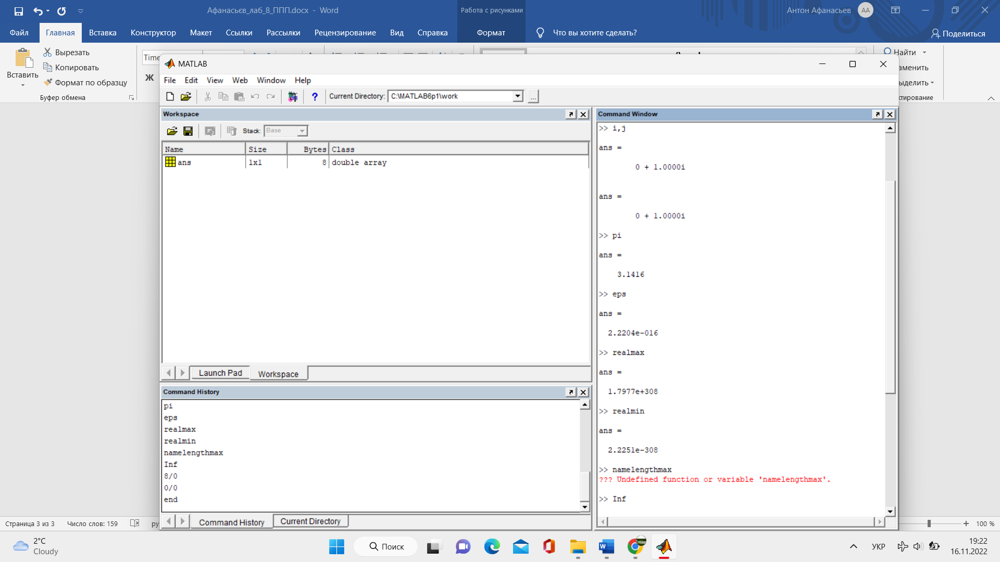 Афанасьєв_лаб_8_ППП.docx - Word
Работа с рисунками
Антон Афанасьев
АА
Файл
Главная
Вставка
Конструктор
Макет
Ссылки
Рассылки
Рецензирование
Вид
Справка
Формат
Что вы хотите сделать?
Поделиться
Вставить
Вырезать
Копировать
Формат по образцу
Буфер обмена
Time
Ж
Найти
аменить
ыделить
ктирование
MATLAB
File Edit View Web Window Help
Current Directory: C:\MATLAB6p1\work
...
Workspace
Stack: Base
Name Size Bytes Class
ans 1x1 8 double array
Launch Pad
Workspace
Command History
pi
eps
realmax
realmin
namelengthmax
Inf
8/0
0/0
end
Command History
Current Directory
Command Window
>> i,j
ans =
0 + 1.0000i
ans =
0 + 1.0000i
>> pi
ans =
3.1416
>> eps
ans =
2.2204e-016
>> realmax
ans =
1.7977e+308
>> realmin
ans =
2.2251e-308
>> namelengthmax
??? Undefined function or variable 'namelengthmax'.
>> Inf
Страница 3 из 3
Число слов: 159
ру
100 %
2°C
Cloudy
Поиск
УКР
19:22
16.11.2022